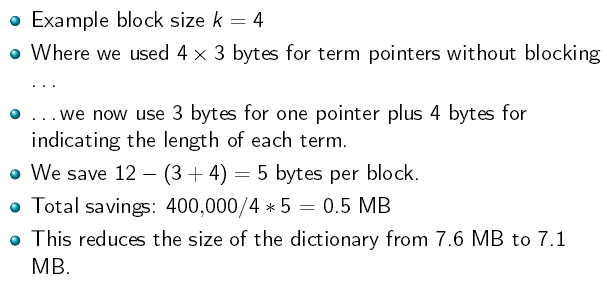 Example block size k = 4
Where we used 4 × 3 bytes for term pointers without blocking
. . .
. . . we now use 3 bytes for one pointer plus 4 bytes for
indicating the length of each term.
We save 12 − (3 + 4) = 5 bytes per block.
Total savings: 400,000/4 ∗ 5 = 0.5 MB
This reduces the size of the dictionary from 7.6 MB to 7.1
MB.